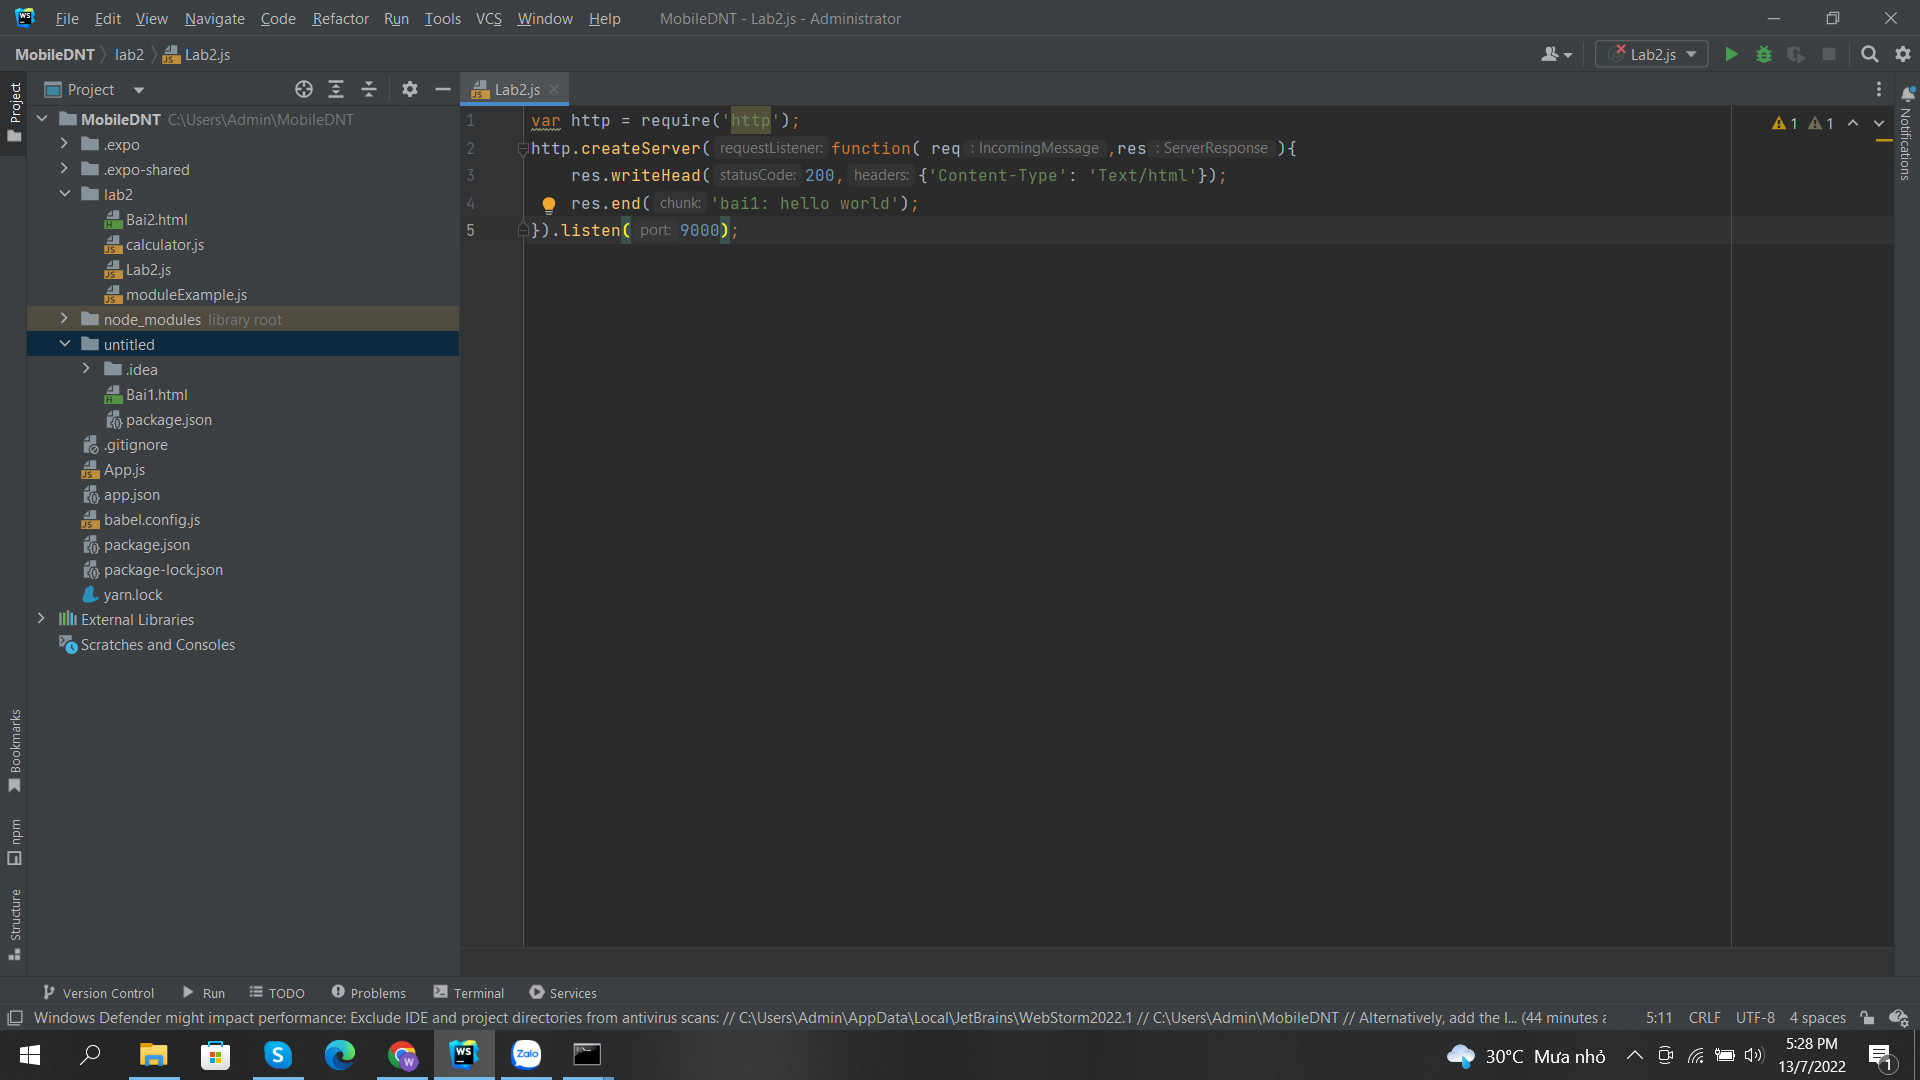 WS File Edit View Navigate Code Refactor Run Tools VCS Window Help MobileDNT - Lab2.js - Administrator
MobileDNT lab2 Lab2.js Lab2.js
Project Project Lab2.js Notifications
MobileDNT C:\Users\Admin\MobileDNT
.expo
.expo-shared
lab2
Bai2.html
calculator.js
Lab2.js
moduleExample.js
node_modules library root
untitled
.idea
Bai1.html
package.json
.gitignore
App.js
app.json
babel.config.js
package.json
package-lock.json
yarn.lock
External Libraries
Scratches and Consoles
Bookmarks
npm
Structure
1 var http = require('http'); 1 1
2 http.createServer( requestListener: function( req : IncomingMessage ,res : ServerResponse ){
3 res.writeHead( statusCode: 200, headers: {'Content-Type': 'Text/html'});
4 res.end( chunk: 'bai1: hello world');
5 }).listen( port: 9000);
Version Control Run TODO Problems Terminal Services
Windows Defender might impact performance: Exclude IDE and project directories from antivirus scans: // C:\Users\Admin\AppData\Local\JetBrains\WebStorm2022.1 // C:\Users\Admin\MobileDNT // Alternatively, add the I... (44 minutes a 5:11 CRLF UTF-8 4 spaces
S W WS Zalo 30°C Mưa nhỏ 5:28 PM
13/7/2022 1